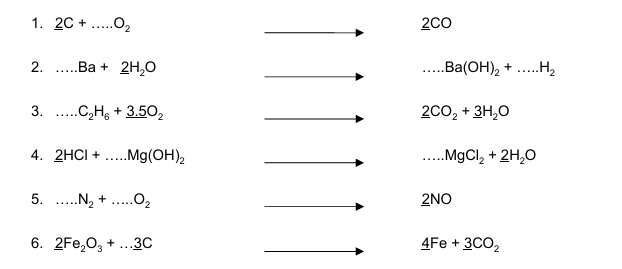 1. 2C + .....O₂ ⟶ 2CO
2. .....Ba + 2H₂O ⟶ .....Ba(OH)₂ + .....H₂
3. .....C₂H₆ + 3.5O₂ ⟶ 2CO₂ + 3H₂O
4. 2HCl + .....Mg(OH)₂ ⟶ .....MgCl₂ + 2H₂O
5. .....N₂ + .....O₂ ⟶ 2NO
6. 2Fe₂O₃ + ...3C ⟶ 4Fe + 3CO₂